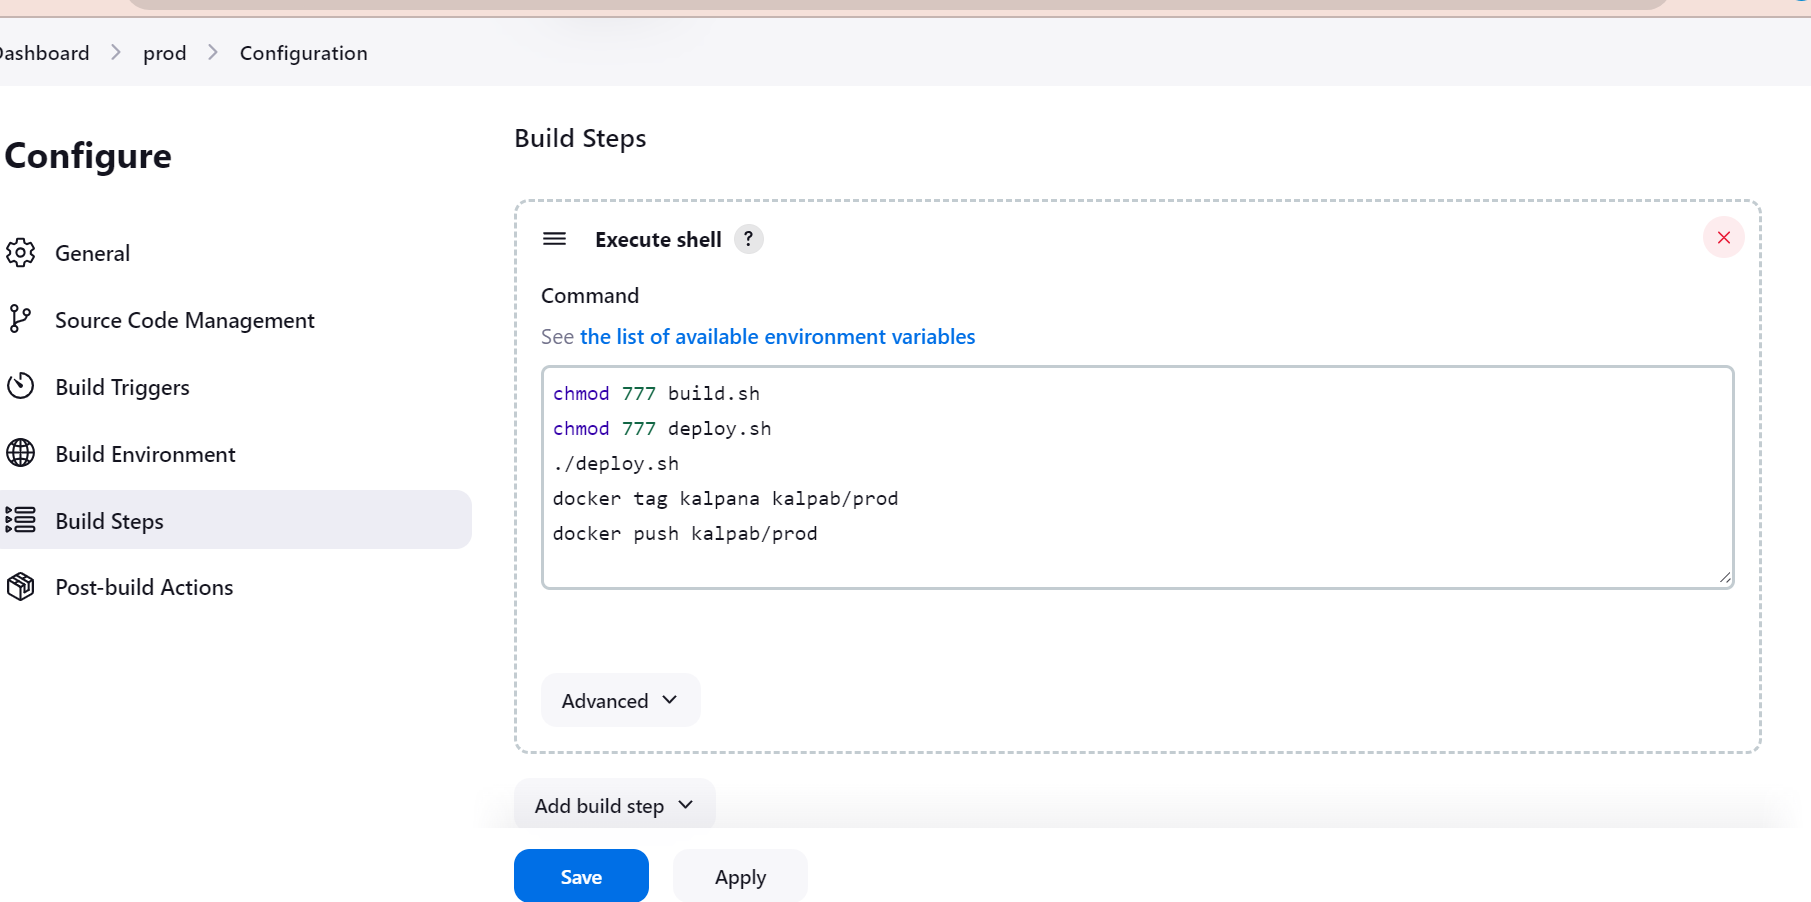 Dashboard > prod > Configuration
Configure
General
Source Code Management
Build Triggers
Build Environment
Build Steps
Post-build Actions
Build Steps
Execute shell ?
Command
See the list of available environment variables
chmod 777 build.sh
chmod 777 deploy.sh
./deploy.sh
docker tag kalpana kalpab/prod
docker push kalpab/prod
Advanced
Add build step
Save Apply